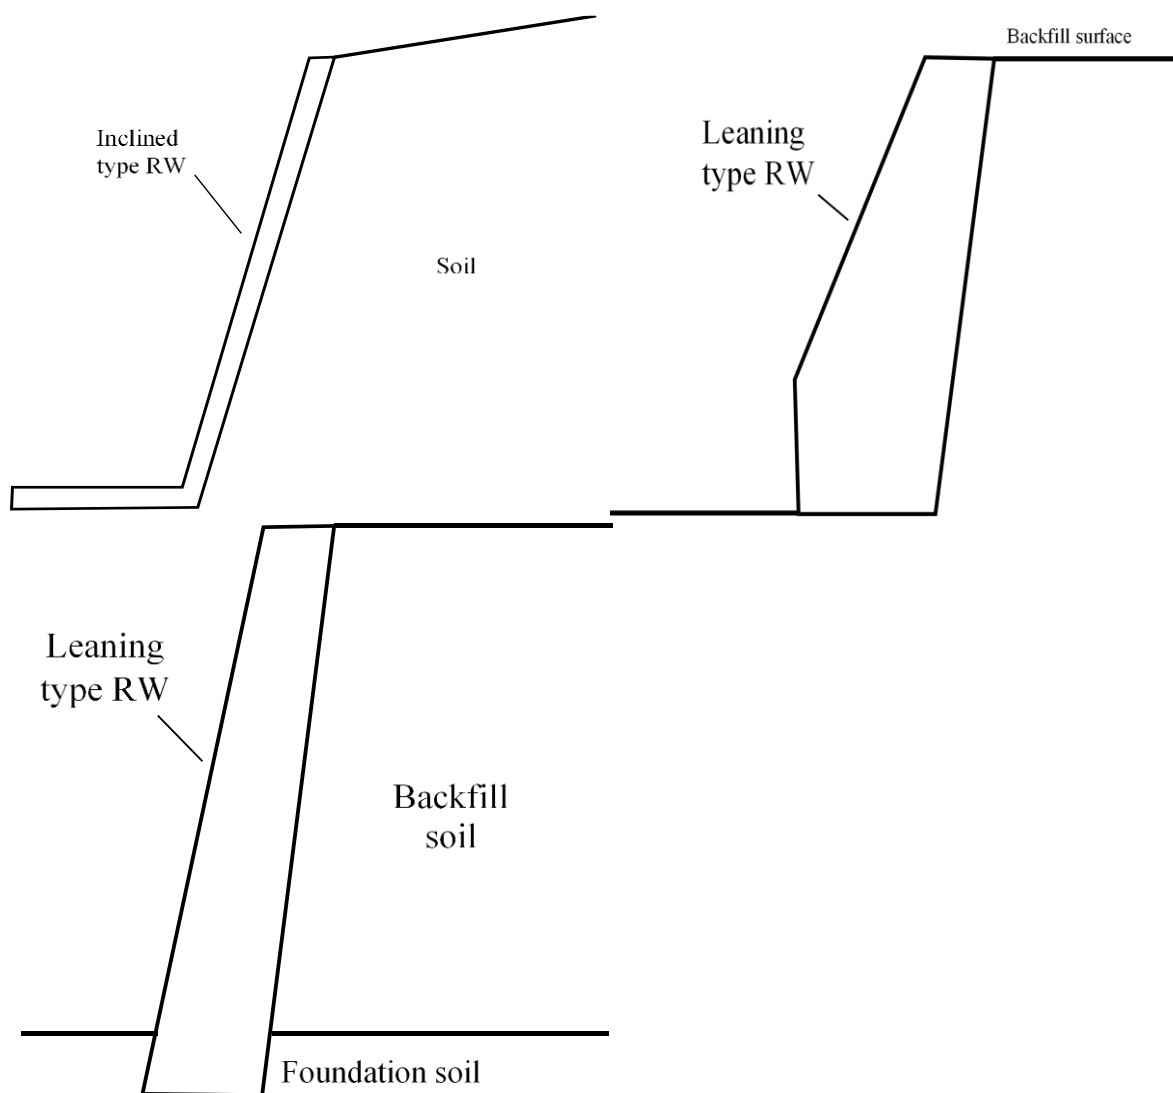 Backfill surface
Inclined
type RW
Leaning
type RW
Soil
Leaning
type RW
Backfill
soil
Foundation soil